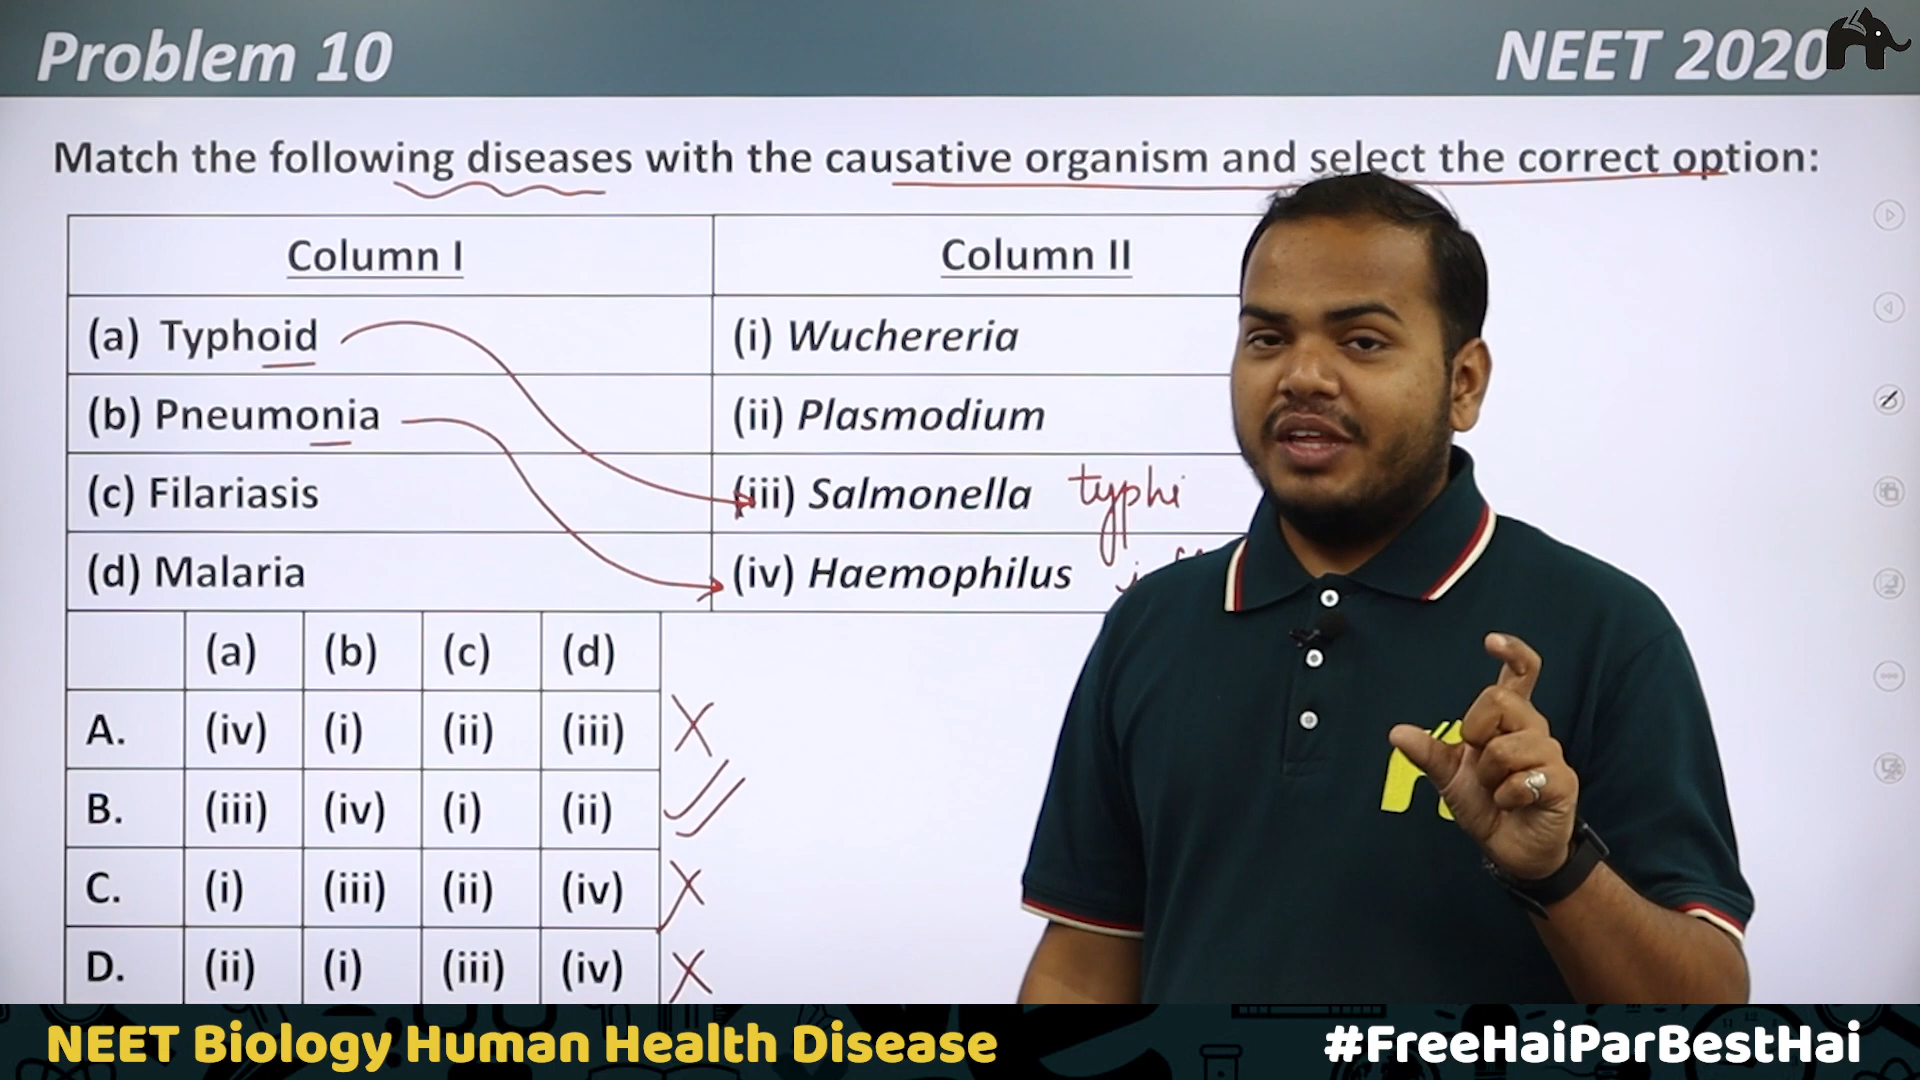 Problem 10
NEET 2020
Match the following diseases with the causative organism and select the correct option:
Column I Column II
(a) Typhoid (i) Wuchereria
(b) Pneumonia (ii) Plasmodium
(c) Filariasis (iii) Salmonella typhi
(d) Malaria (iv) Haemophilus
(a) (b) (c) (d)
A. (iv) (i) (ii) (iii)
B. (iii) (iv) (i) (ii)
C. (i) (iii) (ii) (iv)
D. (ii) (i) (iii) (iv)
NEET Biology Human Health Disease
#FreeHaiParBestHai